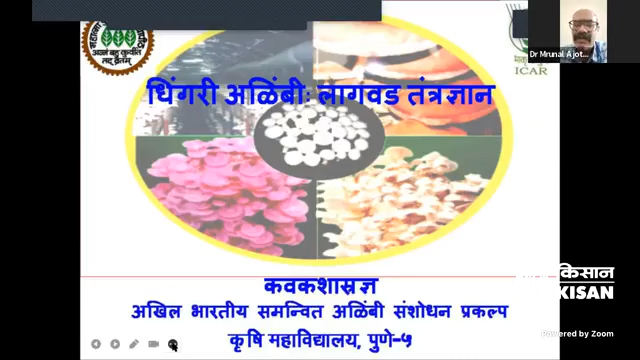 Dr Mrunal Ajot...
ICAR
धिंगरी अळिंबी: लागवड तंत्रज्ञान
कवकशास्रज्ञ
अखिल भारतीय समन्वित अळिंबी संशोधन प्रकल्प
कृषि महाविद्यालय, पुणे-५
किसान
KISAN
Powered by Zoom